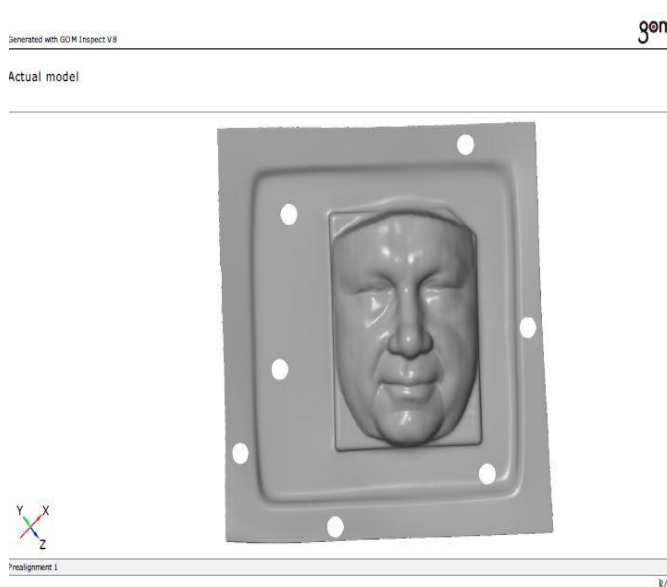 gom
Generated with GOM Inspect V8
Actual model
Y
X
Z
Prealignment 1